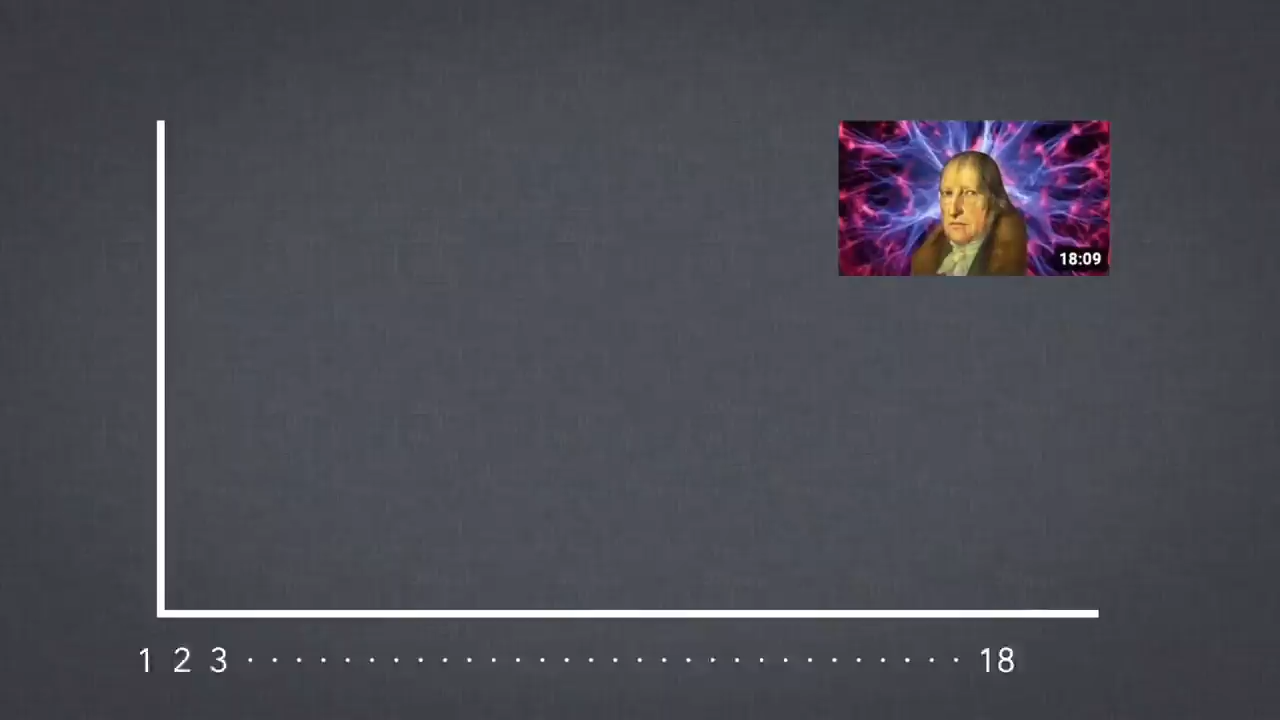 18:09
1 2 3 . . . . . . . . . . . . . . . . . . . . . . . . . . . . . . 18